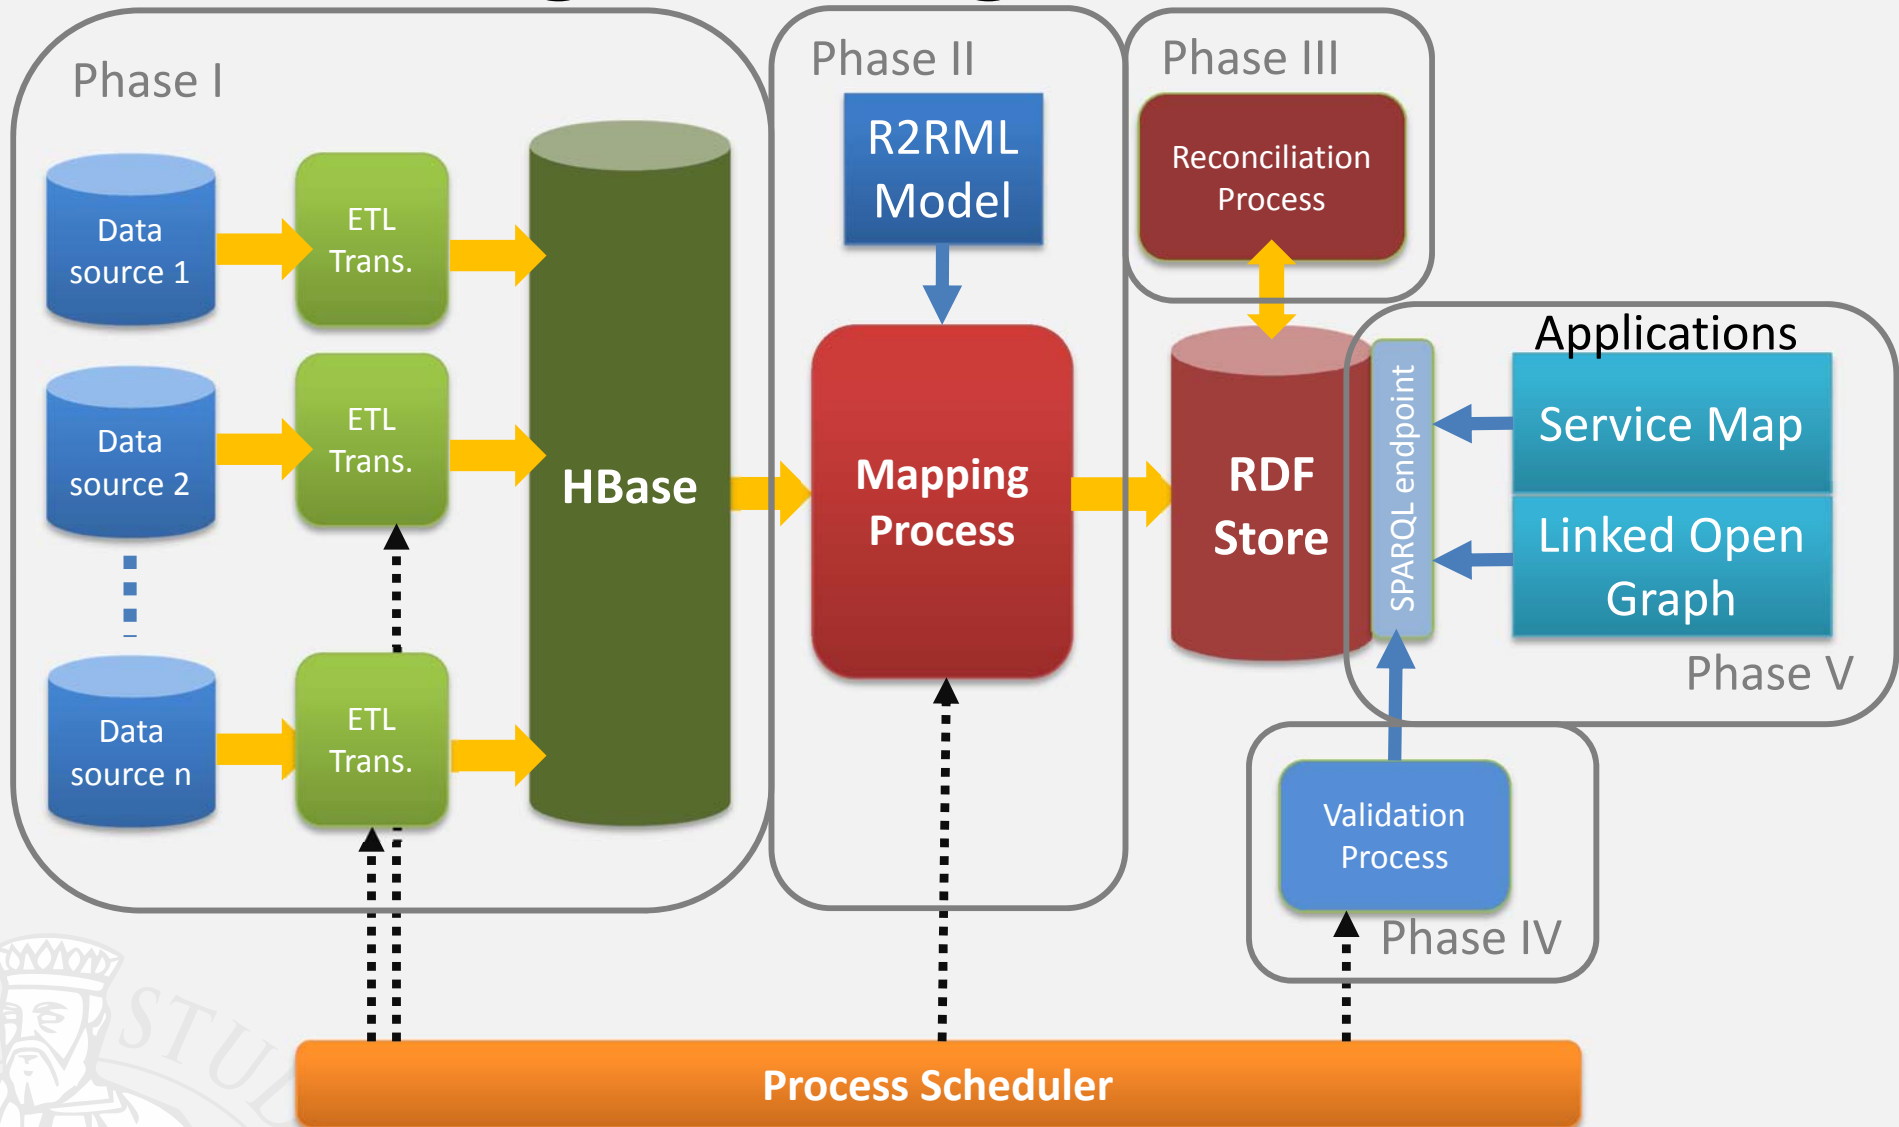 Phase I
Data
source 1
ETL
Trans.
Data
source 2
ETL
Trans.
Data
source n
ETL
Trans.
HBase
Phase II
R2RML
Model
Mapping
Process
Phase III
Reconciliation
Process
RDF
Store
SPARQL endpoint
Applications
Service Map
Linked Open
Graph
Phase V
Validation
Process
Phase IV
Process Scheduler